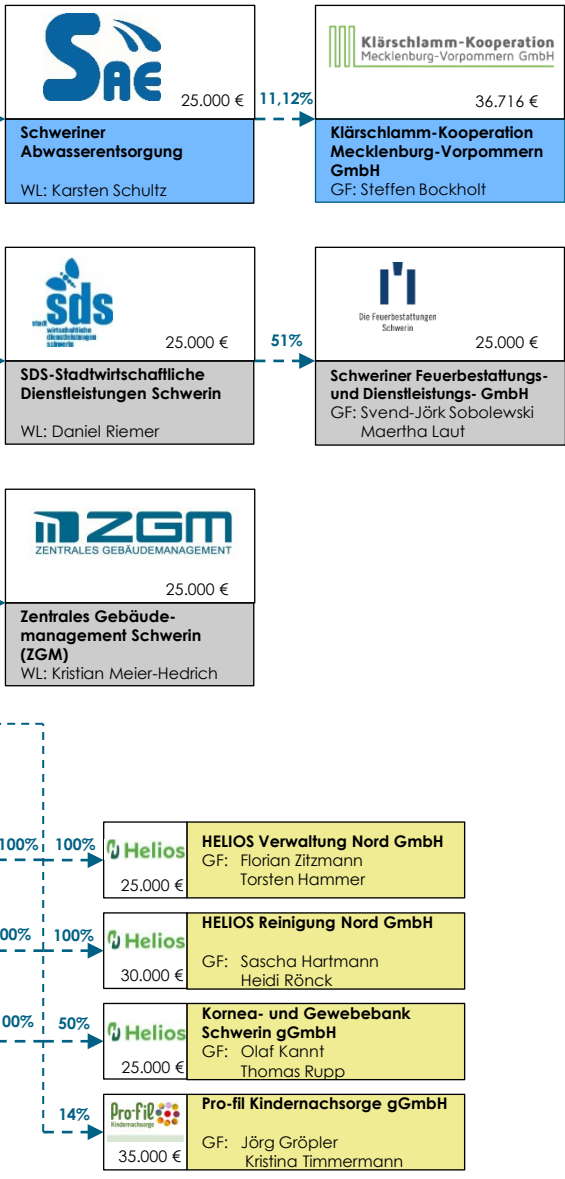 SAE
25.000 €
11,12%
Klärschlamm-Kooperation
Mecklenburg-Vorpommern GmbH
36.716 €
Schweriner
Abwasserentsorgung
WL: Karsten Schultz
Klärschlamm-Kooperation
Mecklenburg-Vorpommern
GmbH
GF: Steffen Bockholt
sds
stadt
wirtschaftliche
dienstleistungen
schwerin
25.000 €
51%
Die Feuerbestattungen
Schwerin
25.000 €
SDS-Stadtwirtschaftliche
Dienstleistungen Schwerin
WL: Daniel Riemer
Schweriner Feuerbestattungs-
und Dienstleistungs- GmbH
GF: Svend-Jörk Sobolewski
Maertha Laut
ZGM
ZENTRALES GEBÄUDEMANAGEMENT
25.000 €
Zentrales Gebäude-
management Schwerin
(ZGM)
WL: Kristian Meier-Hedrich
100%
100%
Helios
25.000 €
HELIOS Verwaltung Nord GmbH
GF: Florian Zitzmann
Torsten Hammer
00%
100%
Helios
30.000 €
HELIOS Reinigung Nord GmbH
GF: Sascha Hartmann
Heidi Rönck
00%
50%
Helios
25.000 €
Kornea- und Gewebebank
Schwerin gGmbH
GF: Olaf Kannt
Thomas Rupp
14%
Pro-fil
Kindernachsorge
35.000 €
Pro-fil Kindernachsorge gGmbH
GF: Jörg Gröpler
Kristina Timmermann